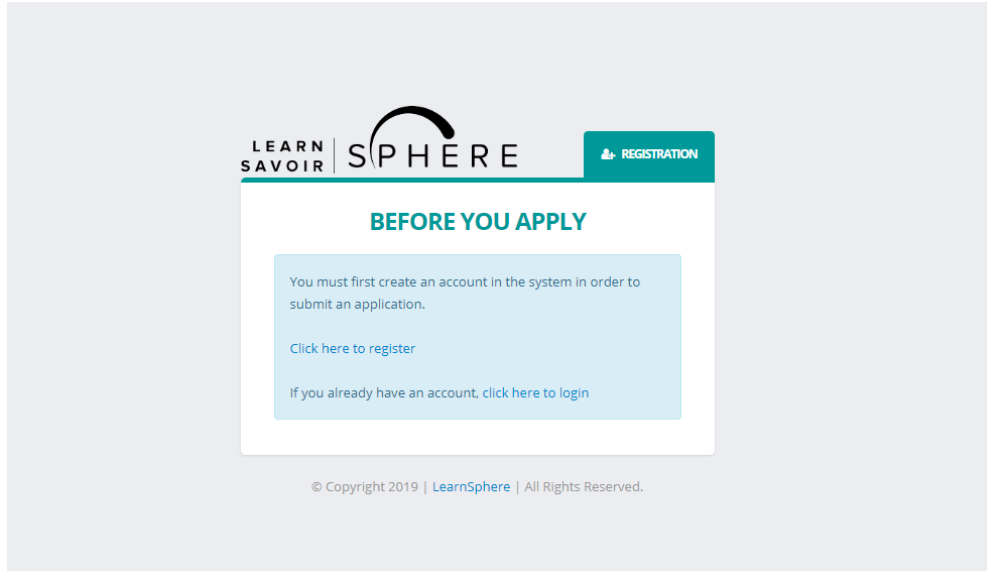 LEARN
SAVOIR
SPHERE
REGISTRATION
BEFORE YOU APPLY
You must first create an account in the system in order to
submit an application.
Click here to register
If you already have an account, click here to login
© Copyright 2019 | LearnSphere | All Rights Reserved.